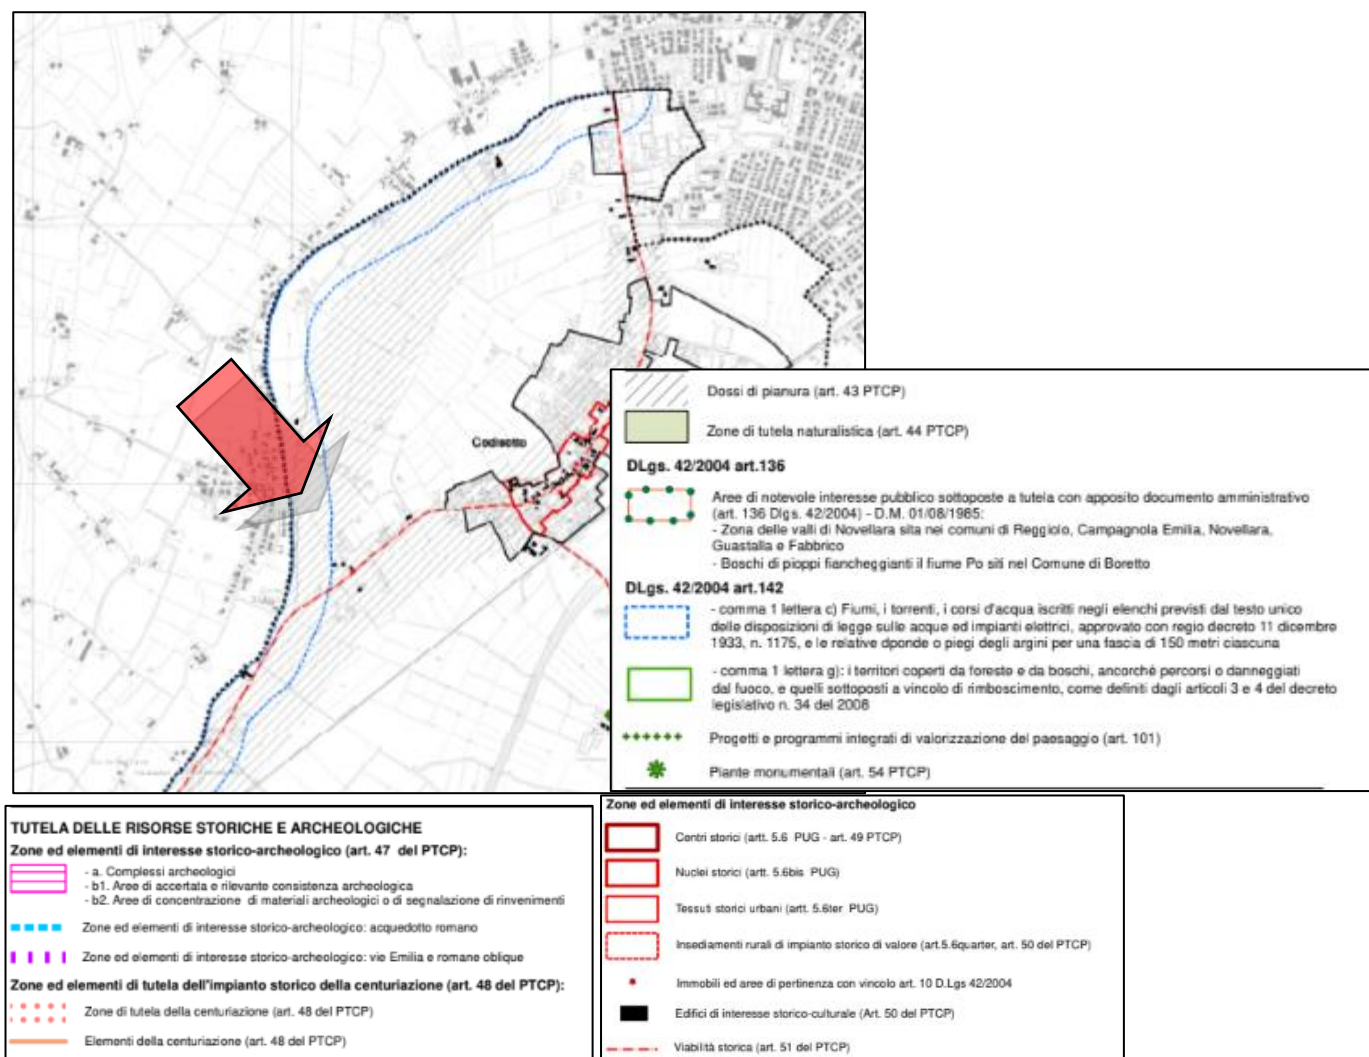 Codisotto
Dossi di pianura (art. 43 PTCP)
Zone di tutela naturalistica (art. 44 PTCP)
DLgs. 42/2004 art.136
Aree di notevole interesse pubblico sottoposte a tutela con apposito documento amministrativo
(art. 136 Dlgs. 42/2004) - D.M. 01/08/1985:
- Zona delle valli di Novellara sita nei comuni di Reggiolo, Campagnola Emilia, Novellara,
Guastalla e Fabbrico
- Boschi di pioppi fiancheggianti il fiume Po siti nel Comune di Boretto
DLgs. 42/2004 art.142
- comma 1 lettera c) Fiumi, i torrenti, i corsi d'acqua iscritti negli elenchi previsti dal testo unico
delle disposizioni di legge sulle acque ed impianti elettrici, approvato con regio decreto 11 dicembre
1933, n. 1175, e le relative dponde o piegi degli argini per una fascia di 150 metri ciascuna
- comma 1 lettera g): i territori coperti da foreste e da boschi, ancorché percorsi o danneggiati
dal fuoco, e quelli sottoposti a vincolo di rimboscimento, come definiti dagli articoli 3 e 4 del decreto
legislativo n. 34 del 2008
Progetti e programmi integrati di valorizzazione del paesaggio (art. 101)
Piante monumentali (art. 54 PTCP)
TUTELA DELLE RISORSE STORICHE E ARCHEOLOGICHE
Zone ed elementi di interesse storico-archeologico (art. 47 del PTCP):
- a. Complessi archeologici
- b1. Aree di accertata e rilevante consistenza archeologica
- b2. Aree di concentrazione di materiali archeologici o di segnalazione di rinvenimenti
Zone ed elementi di interesse storico-archeologico: acquedotto romano
Zone ed elementi di interesse storico-archeologico: vie Emilia e romane oblique
Zone ed elementi di tutela dell'impianto storico della centuriazione (art. 48 del PTCP):
Zone di tutela della centuriazione (art. 48 del PTCP)
Elementi della centuriazione (art. 48 del PTCP)
Zone ed elementi di interesse storico-archeologico
Centri storici (artt. 5.6 PUG - art. 49 PTCP)
Nuclei storici (artt. 5.6bis PUG)
Tessuti storici urbani (artt. 5.6ter PUG)
Insediamenti rurali di impianto storico di valore (art.5.6quarter, art. 50 del PTCP)
Immobili ed aree di pertinenza con vincolo art. 10 D.Lgs 42/2004
Edifici di interesse storico-culturale (Art. 50 del PTCP)
Viabilità storica (art. 51 del PTCP)